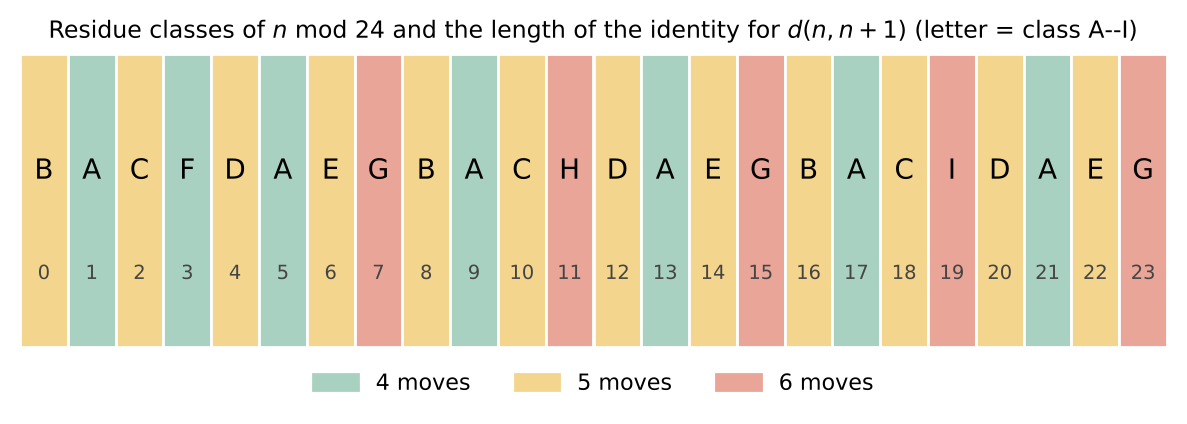 Residue classes of n mod 24 and the length of the identity for d(n, n + 1) (letter = class A--I)
B A C F D A E G B A C H D A E G B A C I D A E G
0 1 2 3 4 5 6 7 8 9 10 11 12 13 14 15 16 17 18 19 20 21 22 23
4 moves 5 moves 6 moves